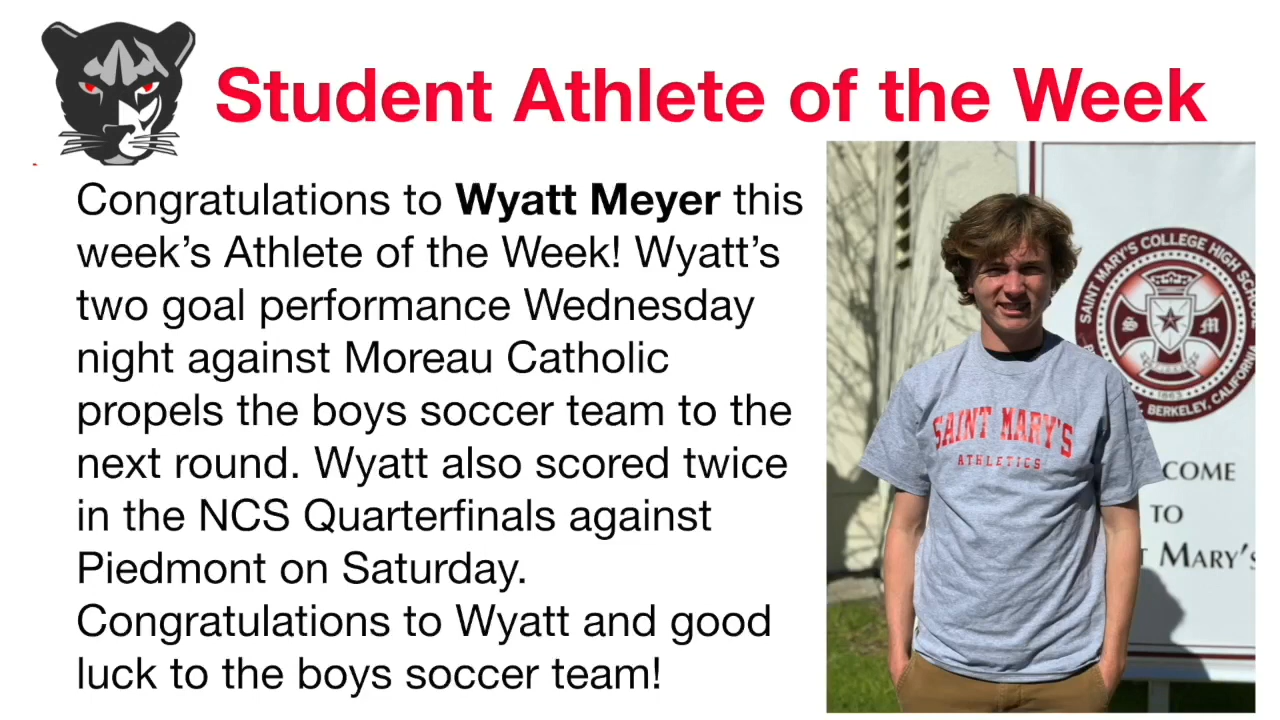 Student Athlete of the Week
Congratulations to Wyatt Meyer this
week’s Athlete of the Week! Wyatt’s
two goal performance Wednesday
night against Moreau Catholic
propels the boys soccer team to the
next round. Wyatt also scored twice
in the NCS Quarterfinals against
Piedmont on Saturday.
Congratulations to Wyatt and good
luck to the boys soccer team!
SAINT MARY'S COLLEGE HIGH SCHOOL
S M
1863
BERKELEY, CALIFORNIA
SAINT MARY'S
ATHLETICS
COME
TO
T MARY'S